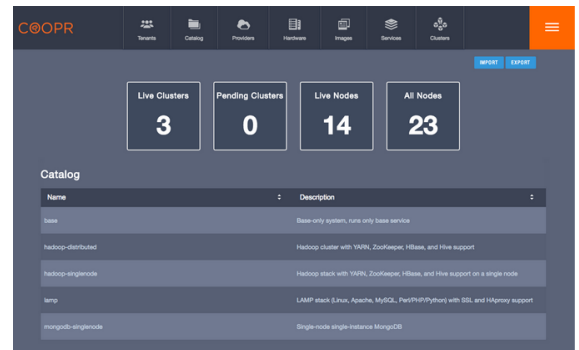 COOPR
Tenants Catalog Providers Hardware Images Services Clusters
IMPORT EXPORT
Live Clusters Pending Clusters Live Nodes All Nodes
3 0 14 23
Catalog
Name Description
base Base-only system, runs only base service
hadoop-distributed Hadoop cluster with YARN, ZooKeeper, HBase, and Hive support
hadoop-singlenode Hadoop stack with YARN, ZooKeeper, HBase, and Hive support on a single node
lamp LAMP stack (Linux, Apache, MySQL, Perl/PHP/Python) with SSL and HAproxy support
mongodb-singlenode Single-node single-instance MongoDB